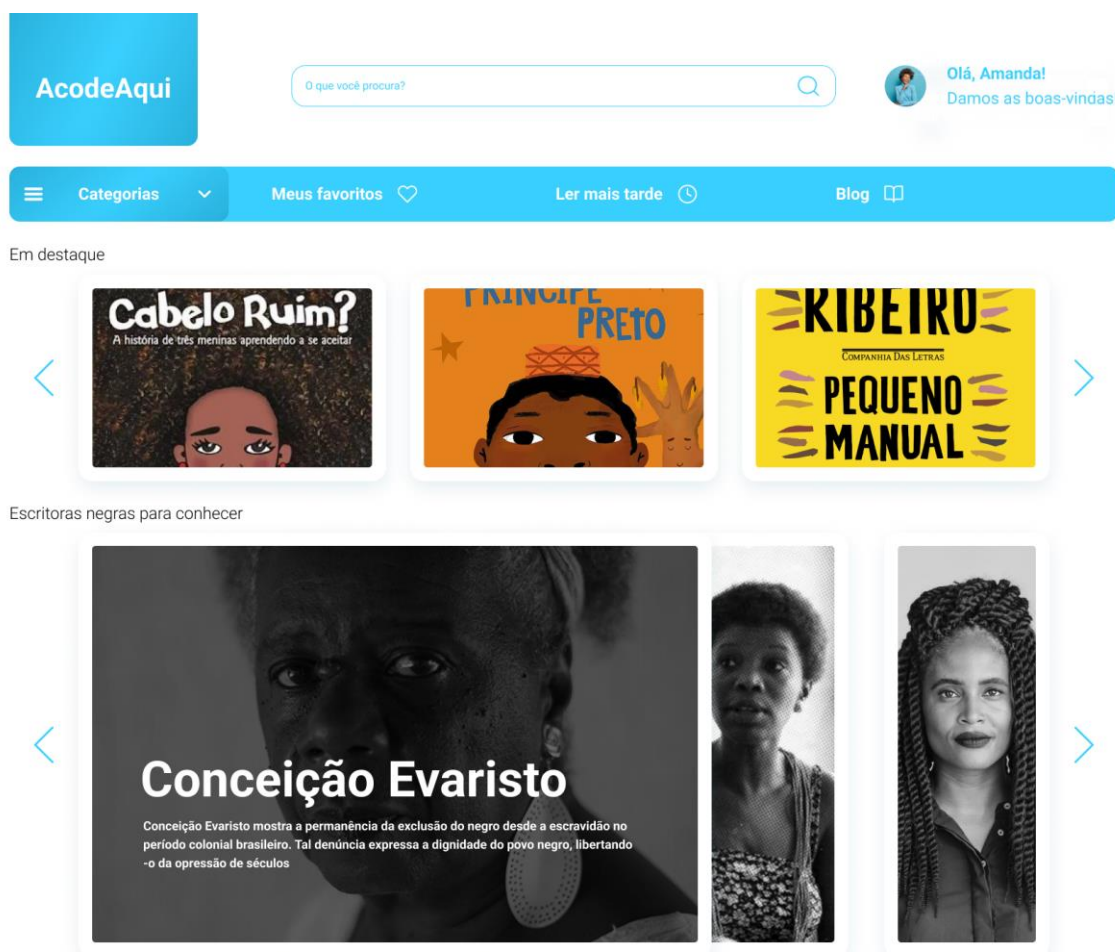 AcodeAqui
O que você procura?
Olá, Amanda!
Damos as boas-vindas
Categorias
Meus favoritos
Ler mais tarde
Blog
Em destaque
Cabelo Ruim?
A história de três meninas aprendendo a se aceitar
PRÍNCIPE
PRETO
RIBEIRO
COMPANHIA DAS LETRAS
PEQUENO
MANUAL
Escritoras negras para conhecer
Conceição Evaristo
Conceição Evaristo mostra a permanência da exclusão do negro desde a escravidão no
período colonial brasileiro. Tal denúncia expressa a dignidade do povo negro, libertando
-o da opressão de séculos